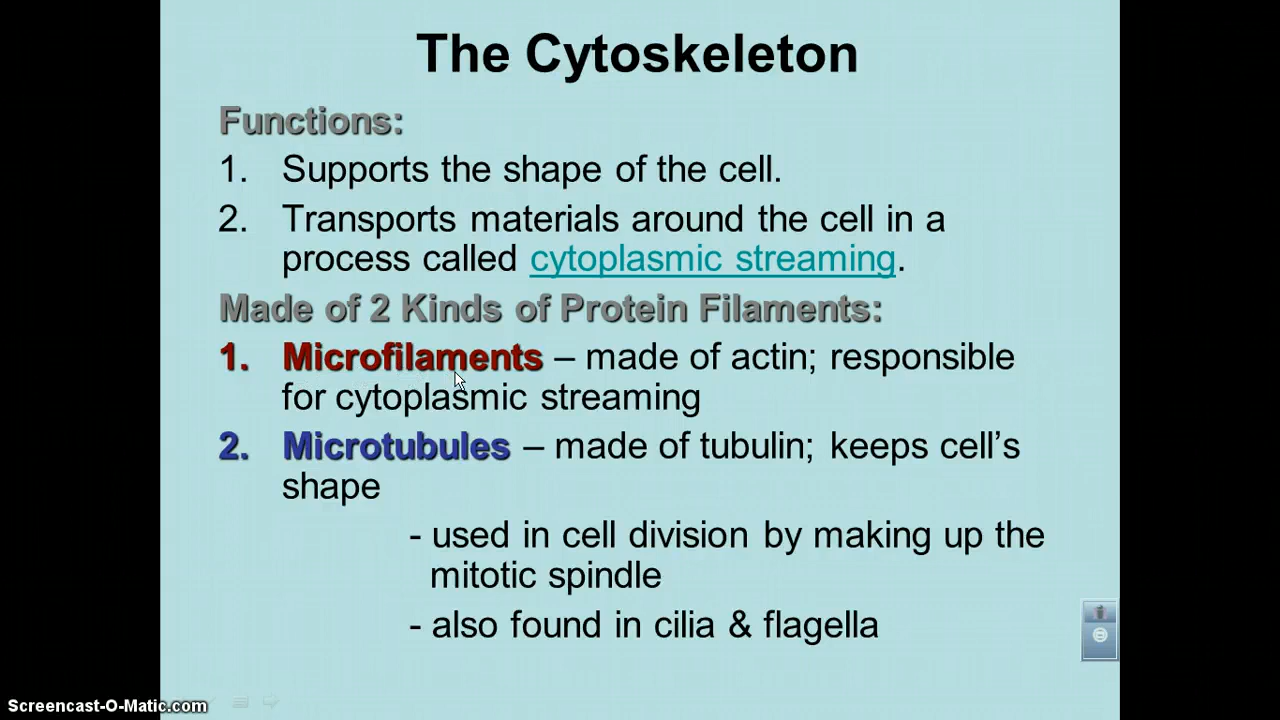 The Cytoskeleton
Functions:
1. Supports the shape of the cell.
2. Transports materials around the cell in a
process called cytoplasmic streaming.
Made of 2 Kinds of Protein Filaments:
1. Microfilaments – made of actin; responsible
for cytoplasmic streaming
2. Microtubules – made of tubulin; keeps cell’s
shape
- used in cell division by making up the
mitotic spindle
- also found in cilia & flagella
Screencast-O-Matic.com